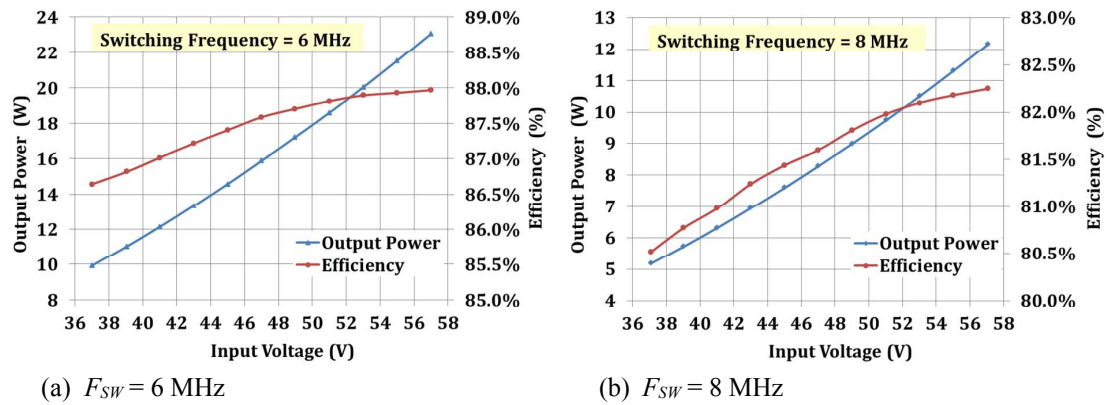 Switching Frequency = 6 MHz
Output Power (W)
24
22
20
18
16
14
12
10
8
89.0%
88.5%
88.0%
87.5%
87.0%
86.5%
86.0%
85.5%
85.0%
Efficiency (%)
Output Power
Efficiency
36 38 40 42 44 46 48 50 52 54 56 58
Input Voltage (V)
(a) F_SW = 6 MHz
Switching Frequency = 8 MHz
Output Power (W)
13
12
11
10
9
8
7
6
5
4
83.0%
82.5%
82.0%
81.5%
81.0%
80.5%
80.0%
Efficiency (%)
Output Power
Efficiency
36 38 40 42 44 46 48 50 52 54 56 58
Input Voltage (V)
(b) F_SW = 8 MHz